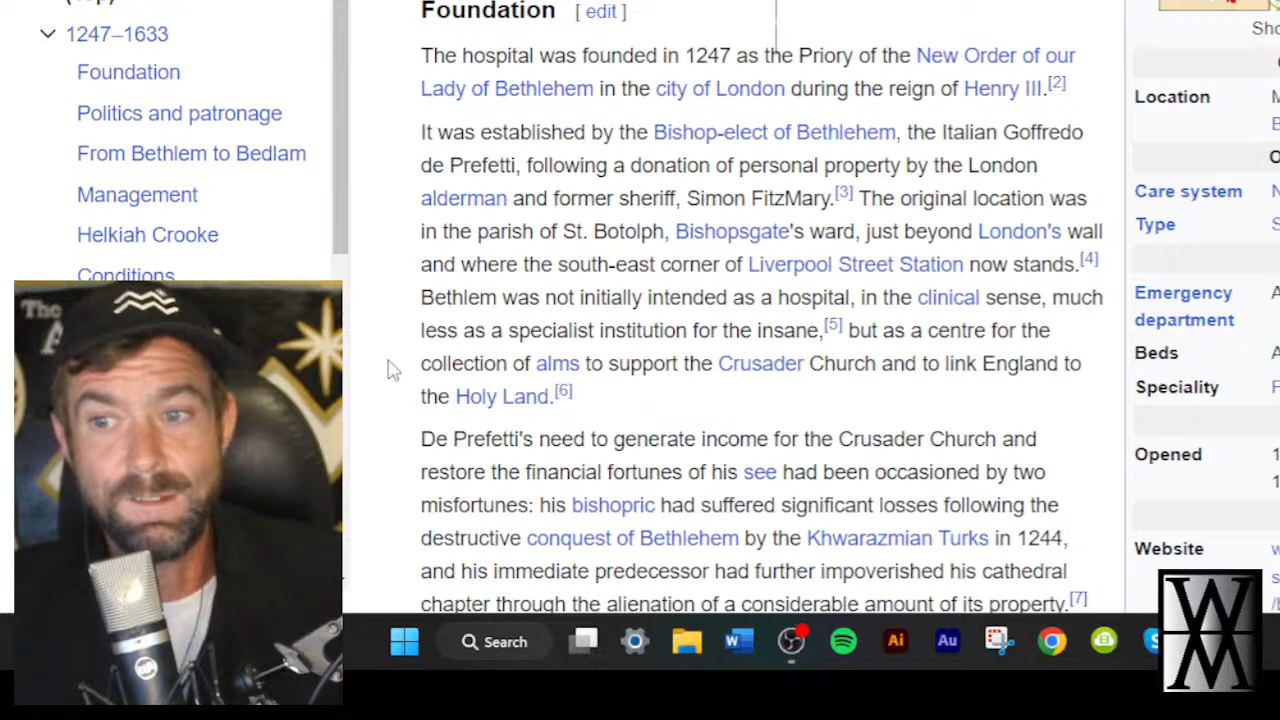 Foundation [ edit ]
1247–1633
Foundation
Politics and patronage
From Bethlem to Bedlam
Management
Helkiah Crooke
Conditions
The hospital was founded in 1247 as the Priory of the New Order of our
Lady of Bethlehem in the city of London during the reign of Henry III.[2]
It was established by the Bishop-elect of Bethlehem, the Italian Goffredo
de Prefetti, following a donation of personal property by the London
alderman and former sheriff, Simon FitzMary.[3] The original location was
in the parish of St. Botolph, Bishopsgate's ward, just beyond London's wall
and where the south-east corner of Liverpool Street Station now stands.[4]
Bethlem was not initially intended as a hospital, in the clinical sense, much
less as a specialist institution for the insane,[5] but as a centre for the
collection of alms to support the Crusader Church and to link England to
the Holy Land.[6]
De Prefetti's need to generate income for the Crusader Church and
restore the financial fortunes of his see had been occasioned by two
misfortunes: his bishopric had suffered significant losses following the
destructive conquest of Bethlehem by the Khwarazmian Turks in 1244,
and his immediate predecessor had further impoverished his cathedral
chapter through the alienation of a considerable amount of its property.[7]
Sho
Location
Care system
Type
Emergency
department
Beds
Speciality
Opened
Website
The
Search
W
Ai
Au
WM